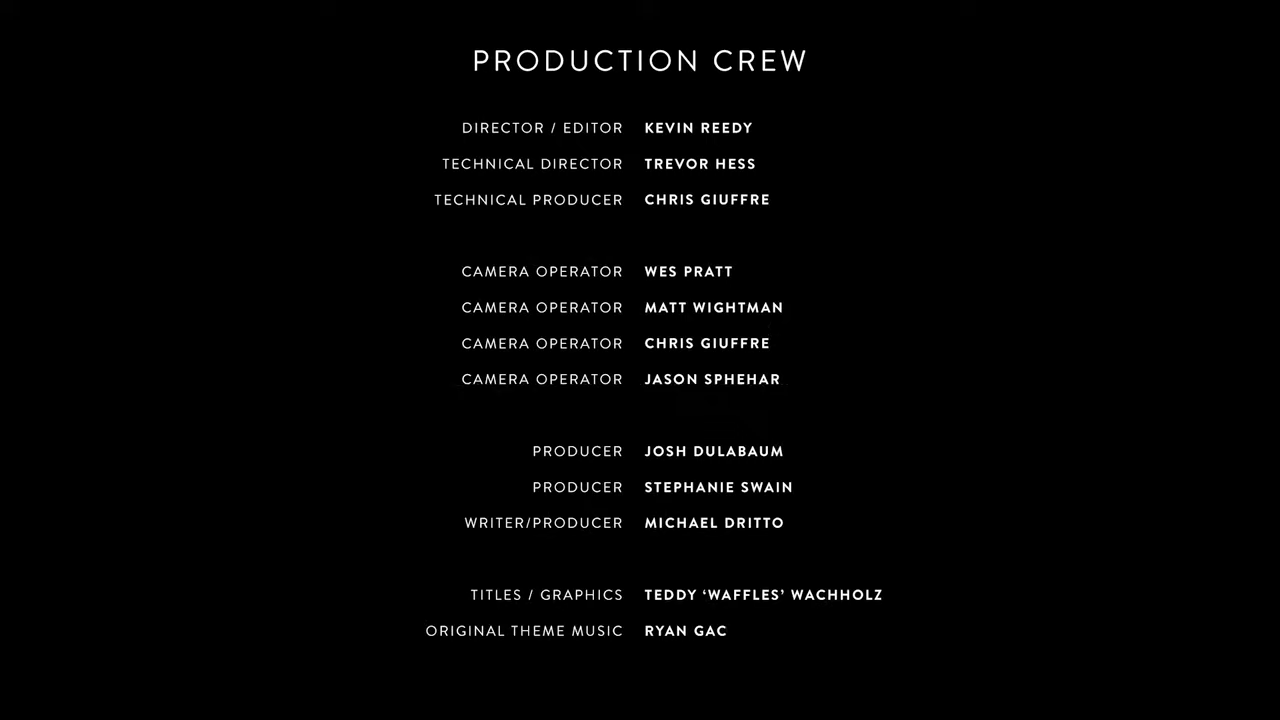 PRODUCTION CREW
DIRECTOR / EDITOR KEVIN REEDY
TECHNICAL DIRECTOR TREVOR HESS
TECHNICAL PRODUCER CHRIS GIUFFRE
CAMERA OPERATOR WES PRATT
CAMERA OPERATOR MATT WIGHTMAN
CAMERA OPERATOR CHRIS GIUFFRE
CAMERA OPERATOR JASON SPHEHAR
PRODUCER JOSH DULABAUM
PRODUCER STEPHANIE SWAIN
WRITER/PRODUCER MICHAEL DRITTO
TITLES / GRAPHICS TEDDY ‘WAFFLES’ WACHHOLZ
ORIGINAL THEME MUSIC RYAN GAC